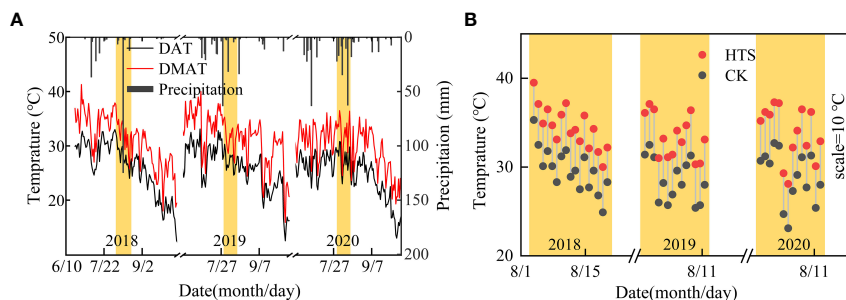 A
50
40
30
20
Temprature (℃)
DAT
DMAT
Precipitation
0
50
100
150
200
Precipitaion (mm)
2018
2019
2020
6/10
7/22
9/2
7/27
9/7
7/27
9/7
Date(month/day)
B
40
30
20
Temprature (℃)
HTS
CK
scale=10 ℃
2018
2019
2020
8/1
8/15
8/11
8/11
Date(month/day)